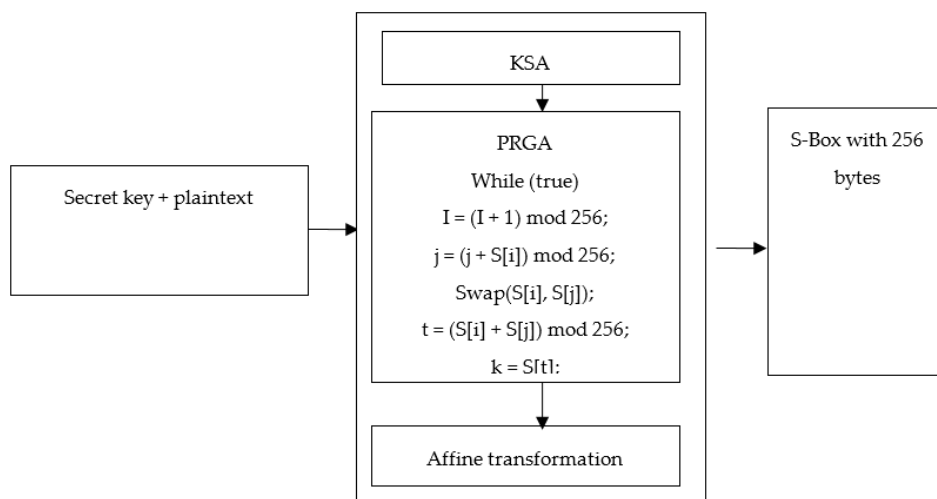 Secret key + plaintext
KSA
PRGA
While (true)
I = (I + 1) mod 256;
j = (j + S[i]) mod 256;
Swap(S[i], S[j]);
t = (S[i] + S[j]) mod 256;
k = S[t];
Affine transformation
S-Box with 256
bytes